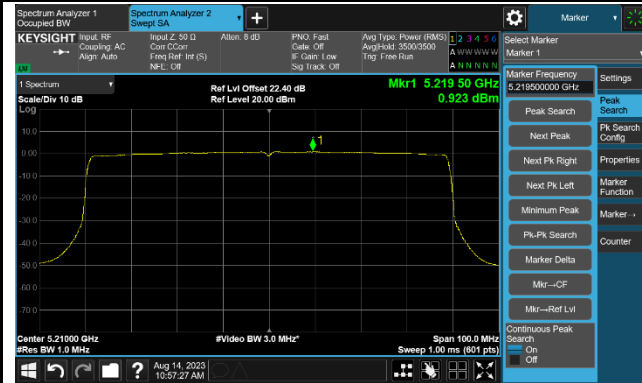 Spectrum Analyzer 1
Occupied BW
Spectrum Analyzer 2
Swept SA
KEYSIGHT
Input: RF
Coupling: AC
Align: Auto
Input Z: 50 Ω
Corr CCorr
Freq Ref: Int (S)
NFE: Off
Atten: 8 dB
PNO: Fast
Gate: Off
IF Gain: Low
Sig Track: Off
Avg Type: Power (RMS)
Avg|Hold: 3500/3500
Trig: Free Run
1 2 3 4 5 6
A W W W W W
A N N N N N
1 Spectrum
Scale/Div 10 dB
Ref Lvl Offset 22.40 dB
Ref Level 20.00 dBm
Mkr1 5.219 50 GHz
0.923 dBm
Log
10.0
0.00
-10.0
-20.0
-30.0
-40.0
-50.0
-60.0
-70.0
1
Center 5.21000 GHz
#Res BW 1.0 MHz
#Video BW 3.0 MHz*
Span 100.0 MHz
Sweep 1.00 ms (601 pts)
Aug 14, 2023
10:57:27 AM
Marker
Select Marker
Marker 1
Marker Frequency
5.219500000 GHz
Peak Search
Next Peak
Next Pk Right
Next Pk Left
Minimum Peak
Pk-Pk Search
Marker Delta
Mkr→CF
Mkr→Ref Lvl
Continuous Peak
Search
On
Off
Settings
Peak
Search
Pk Search
Config
Properties
Marker
Function
Marker→
Counter